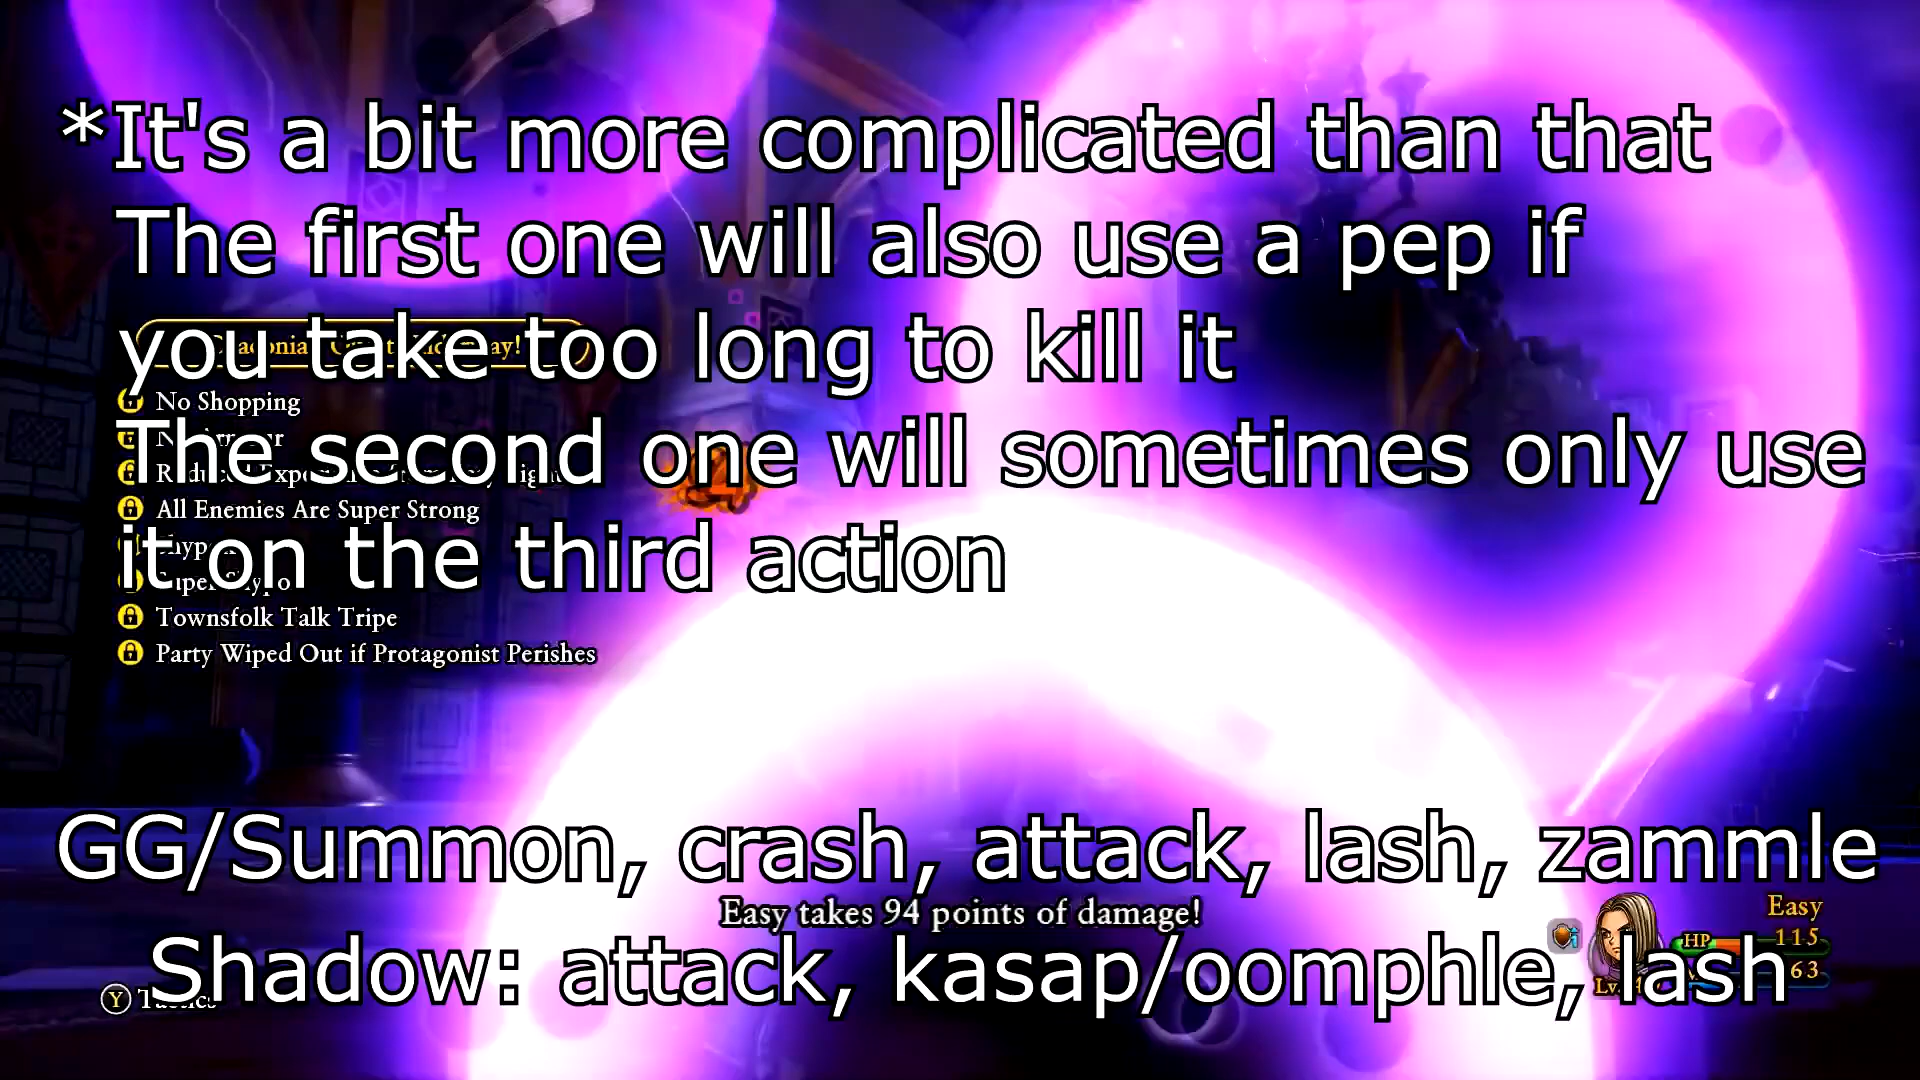 *It's a bit more complicated than that
The first one will also use a pep if
you take too long to kill it
No Shopping
The second one will sometimes only use
All Enemies Are Super Strong
it on the third action
Townsfolk Talk Tripe
Party Wiped Out if Protagonist Perishes
GG/Summon, crash, attack, lash, zammle
Easy takes 94 points of damage!
Easy
HP 115
63
Shadow: attack, kasap/oomphle, lash
Y Tactics